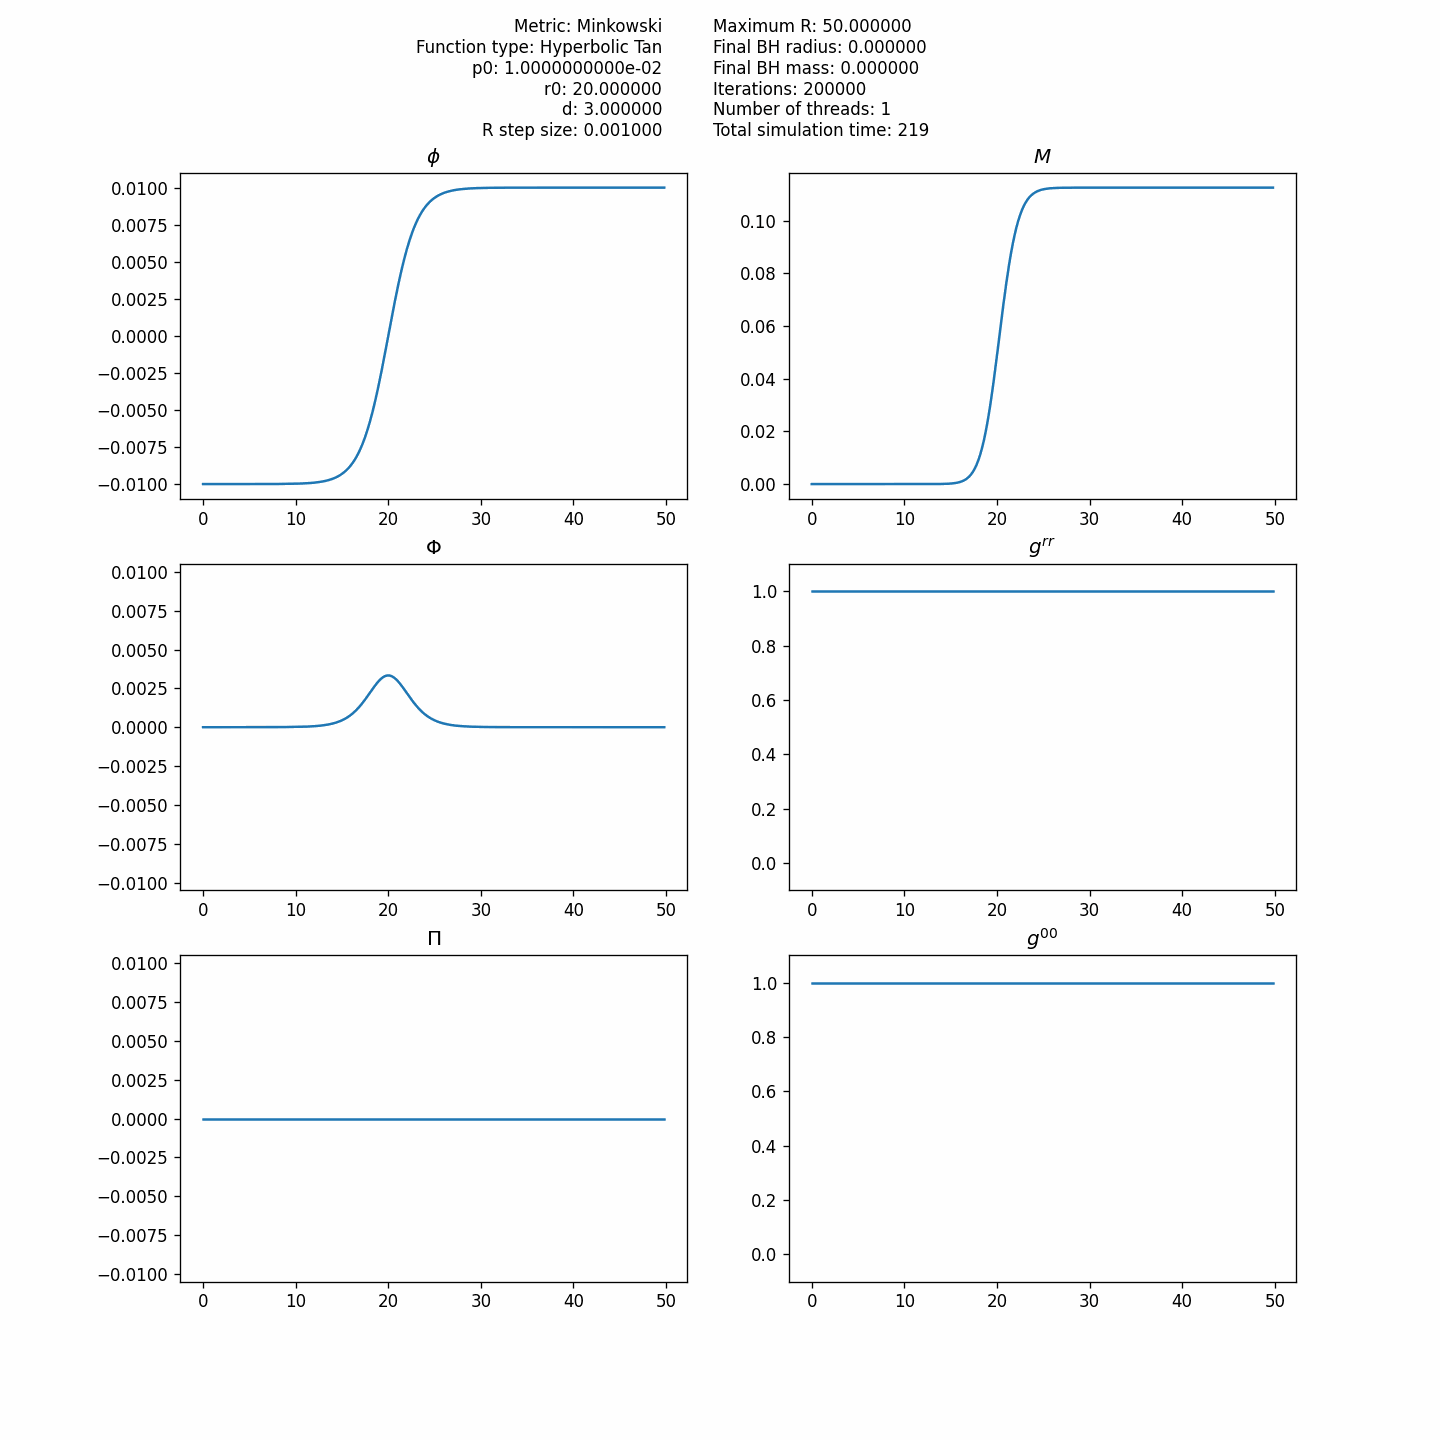 Metric: Minkowski
Function type: Hyperbolic Tan
p0: 1.0000000000e-02
r0: 20.000000
d: 3.000000
R step size: 0.001000
Maximum R: 50.000000
Final BH radius: 0.000000
Final BH mass: 0.000000
Iterations: 200000
Number of threads: 1
Total simulation time: 219
ϕ
0.0100
0.0075
0.0050
0.0025
0.0000
−0.0025
−0.0050
−0.0075
−0.0100
0 10 20 30 40 50
M
0.10
0.08
0.06
0.04
0.02
0.00
0 10 20 30 40 50
Φ
0.0100
0.0075
0.0050
0.0025
0.0000
−0.0025
−0.0050
−0.0075
−0.0100
0 10 20 30 40 50
g^{rr}
1.0
0.8
0.6
0.4
0.2
0.0
0 10 20 30 40 50
Π
0.0100
0.0075
0.0050
0.0025
0.0000
−0.0025
−0.0050
−0.0075
−0.0100
0 10 20 30 40 50
g^{00}
1.0
0.8
0.6
0.4
0.2
0.0
0 10 20 30 40 50